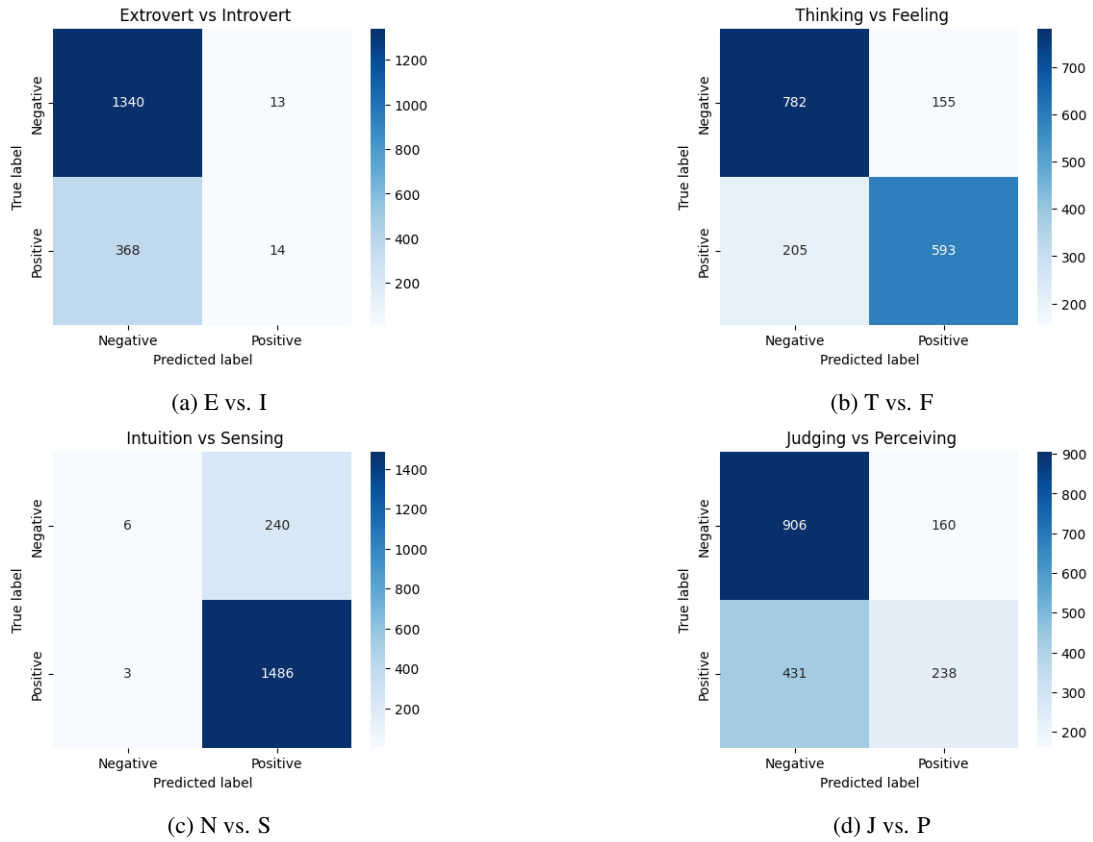 Extrovert vs Introvert
Negative 1340 13 1200
1000
800
True label
Positive 368 14 600
400
200
Negative Positive
Predicted label
(a) E vs. I
Thinking vs Feeling
Negative 782 155 700
600
500
True label
Positive 205 593 400
300
200
Negative Positive
Predicted label
(b) T vs. F
Intuition vs Sensing
Negative 6 240 1400
1200
1000
True label
800
Positive 3 1486 600
400
200
Negative Positive
Predicted label
(c) N vs. S
Judging vs Perceiving
Negative 906 160 900
800
700
600
True label
500
Positive 431 238 400
300
200
Negative Positive
Predicted label
(d) J vs. P